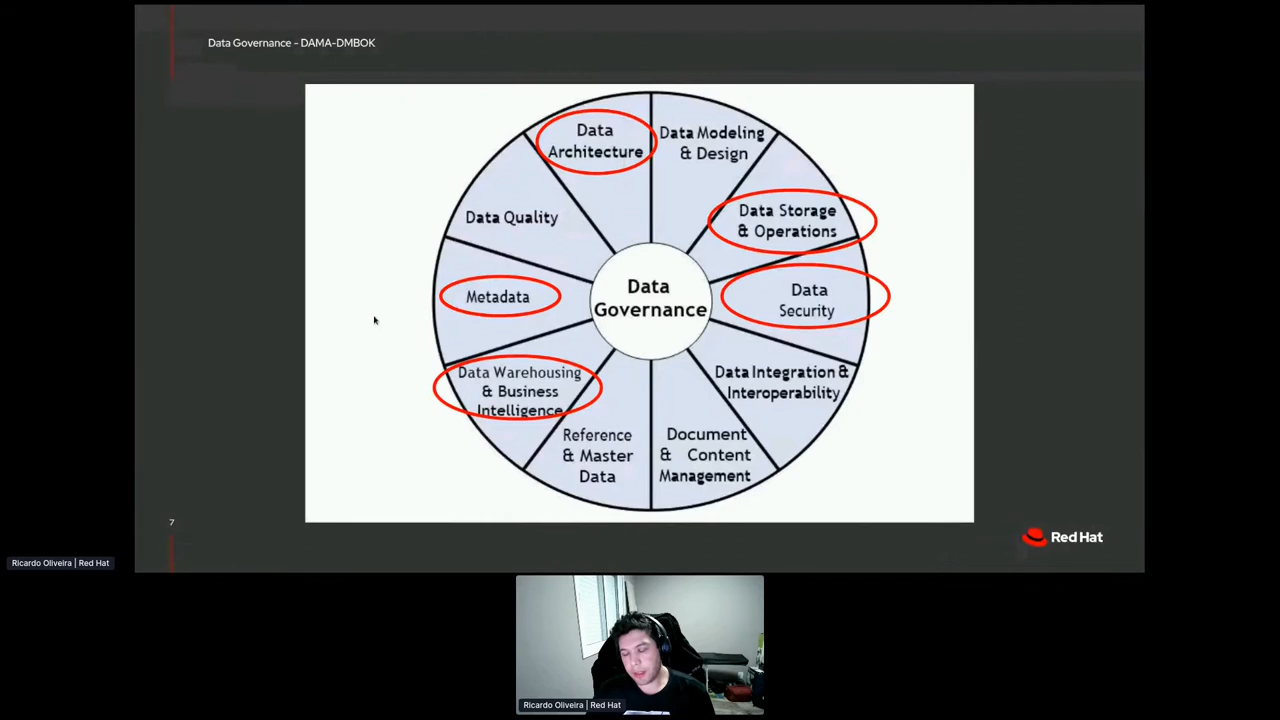 Data Governance - DAMA-DMBOK
Data
Architecture
Data Modeling
& Design
Data Storage
& Operations
Data
Security
Data Integration &
Interoperability
Document
& Content
Management
Reference
& Master
Data
Data Warehousing
& Business
Intelligence
Metadata
Data Quality
Data
Governance
7
Red Hat
Ricardo Oliveira | Red Hat
Ricardo Oliveira | Red Hat